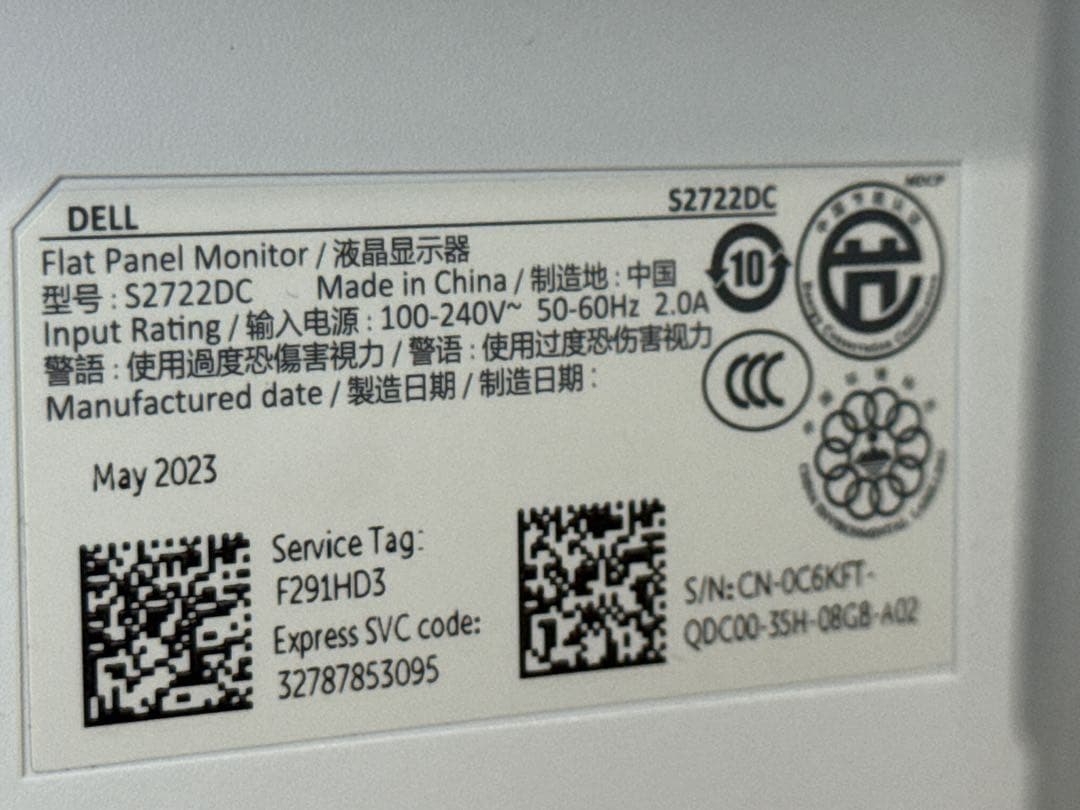 DELL S2722DC
Flat Panel Monitor / 液晶显示器
型号 : S2722DC Made in China / 制造地 : 中国
Input Rating / 输入电源 : 100-240V~ 50-60Hz 2.0A
警語 : 使用過度恐傷害視力 / 警语 : 使用过度恐伤害视力
Manufactured date / 製造日期 / 制造日期 :
10
CCC
May 2023
Service Tag:
F291HD3
Express SVC code:
32787853095
S/N: CN-0C6KFT-
QDC00-35H-08GB-A02